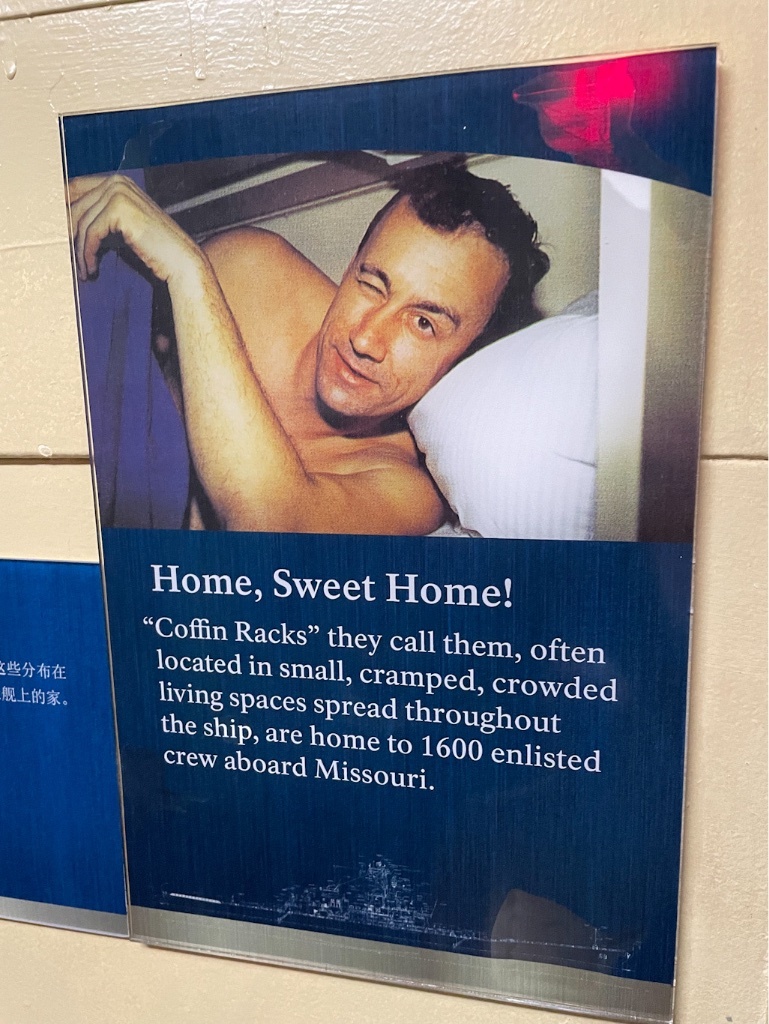 Home, Sweet Home!
“Coffin Racks” they call them, often
located in small, cramped, crowded
living spaces spread throughout
the ship, are home to 1600 enlisted
crew aboard Missouri.
这些分布在
舰上的家。